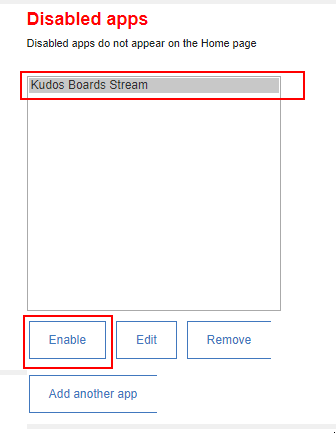 Disabled apps
Disabled apps do not appear on the Home page
Kudos Boards Stream
Enable
Edit
Remove
Add another app